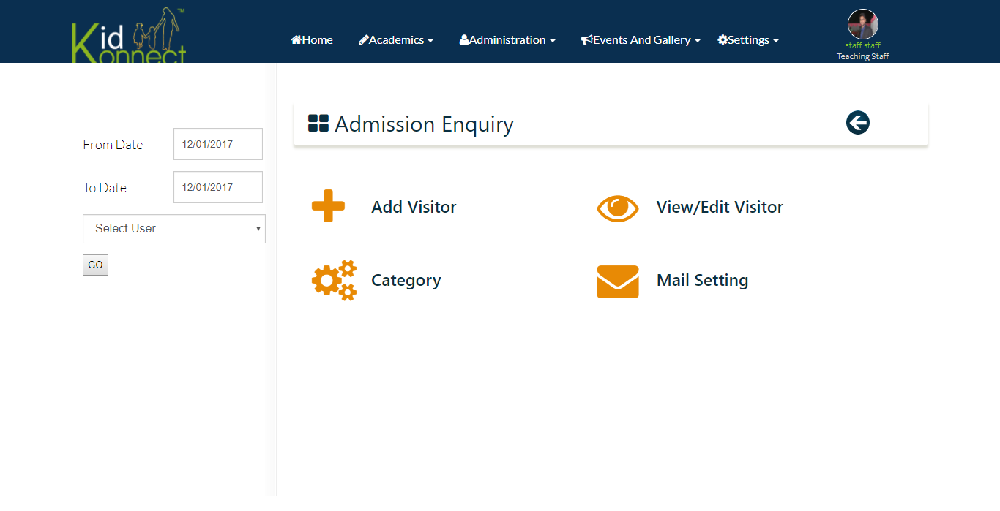 Kid Konnect™
Home Academics Administration Events And Gallery Settings
staff staff
Teaching Staff
From Date 12/01/2017
To Date 12/01/2017
Select User
GO
Admission Enquiry
Add Visitor View/Edit Visitor
Category Mail Setting